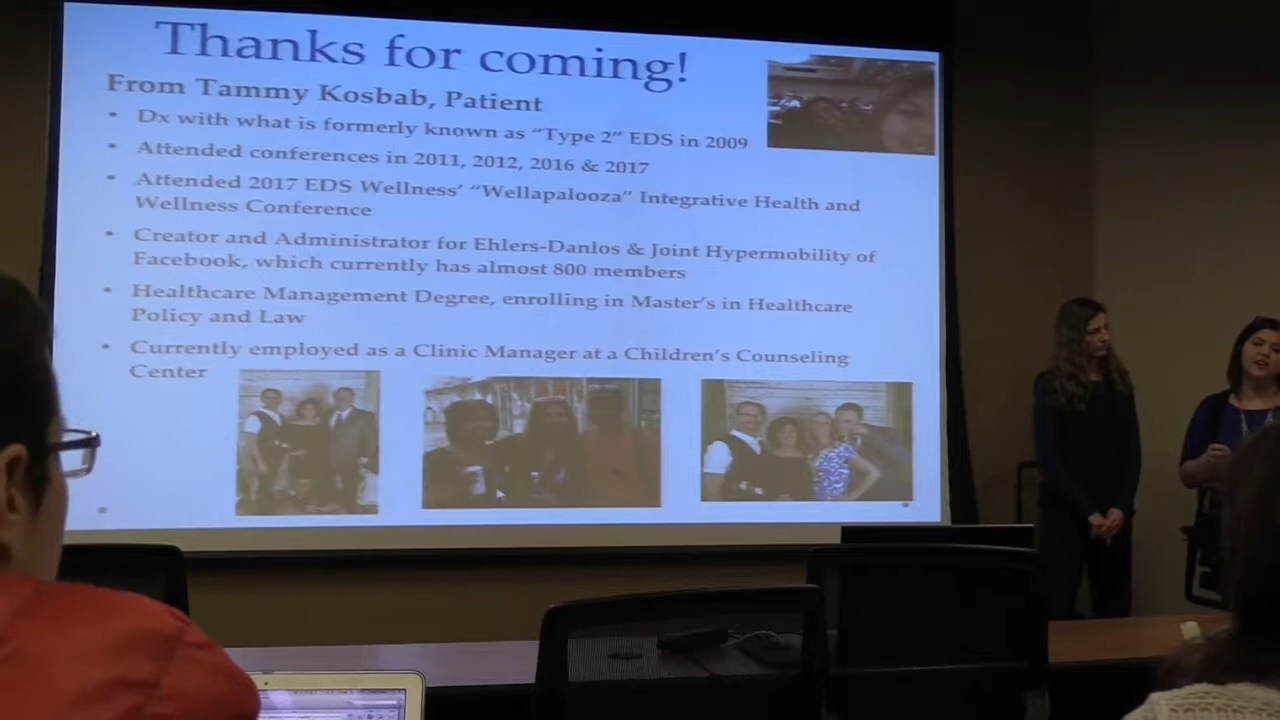 Thanks for coming!
From Tammy Kosbab, Patient
• Dx with what is formerly known as “Type 2” EDS in 2009
• Attended conferences in 2011, 2012, 2016 & 2017
• Attended 2017 EDS Wellness’ “Wellapalooza” Integrative Health and
Wellness Conference
• Creator and Administrator for Ehlers-Danlos & Joint Hypermobility of
Facebook, which currently has almost 800 members
• Healthcare Management Degree, enrolling in Master’s in Healthcare
Policy and Law
• Currently employed as a Clinic Manager at a Children’s Counseling
Center